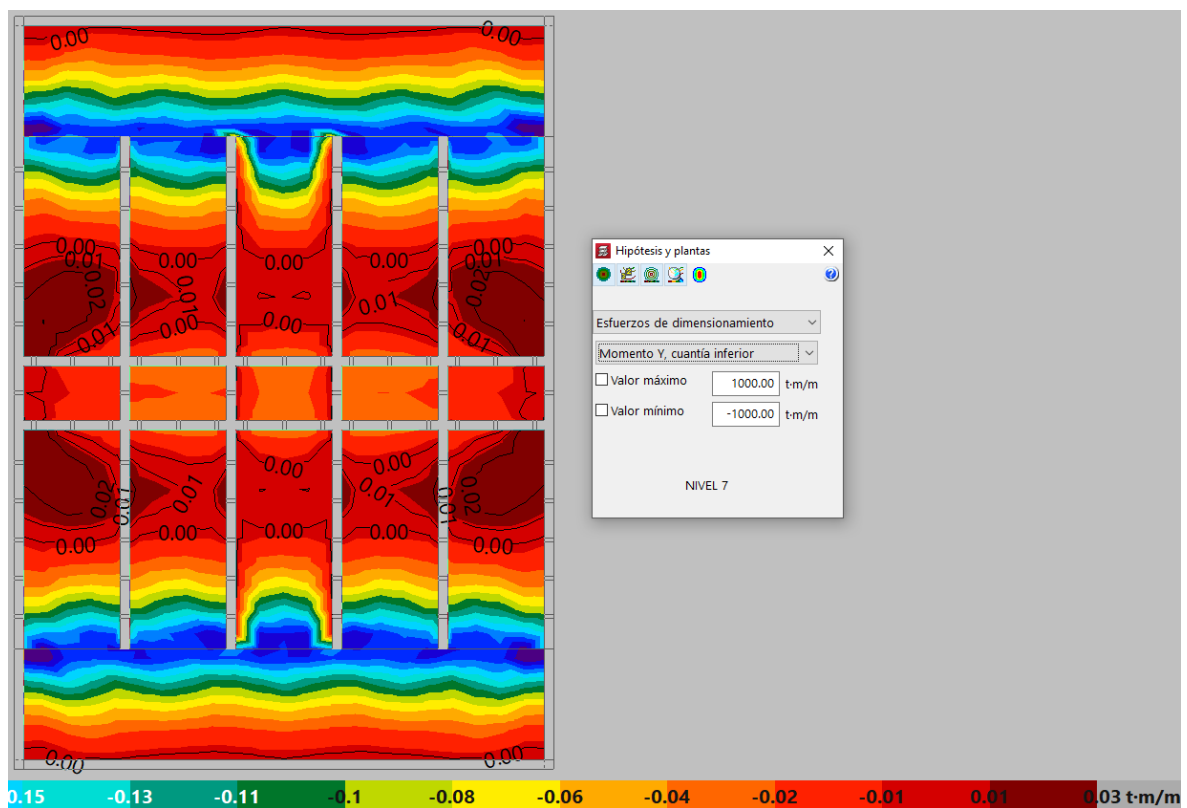 0.00 0.00
Hipótesis y plantas
0.00 0.00
0.01 0.00 0.00 0.00 0.01
0.02 0.01 0.01 0.02
0.01 0.00 0.00 0.01
Esfuerzos de dimensionamiento
Momento Y, cuantía inferior
Valor máximo 1000.00 t·m/m
Valor mínimo -1000.00 t·m/m
0.00 0.00
0.02 0.01 0.01 0.01 0.01 0.02
NIVEL 7
0.00 0.00 0.00 0.00 0.00 0.00
0.00 0.00
0.15 -0.13 -0.11 -0.1 -0.08 -0.06 -0.04 -0.02 -0.01 0.01 0.03 t·m/m